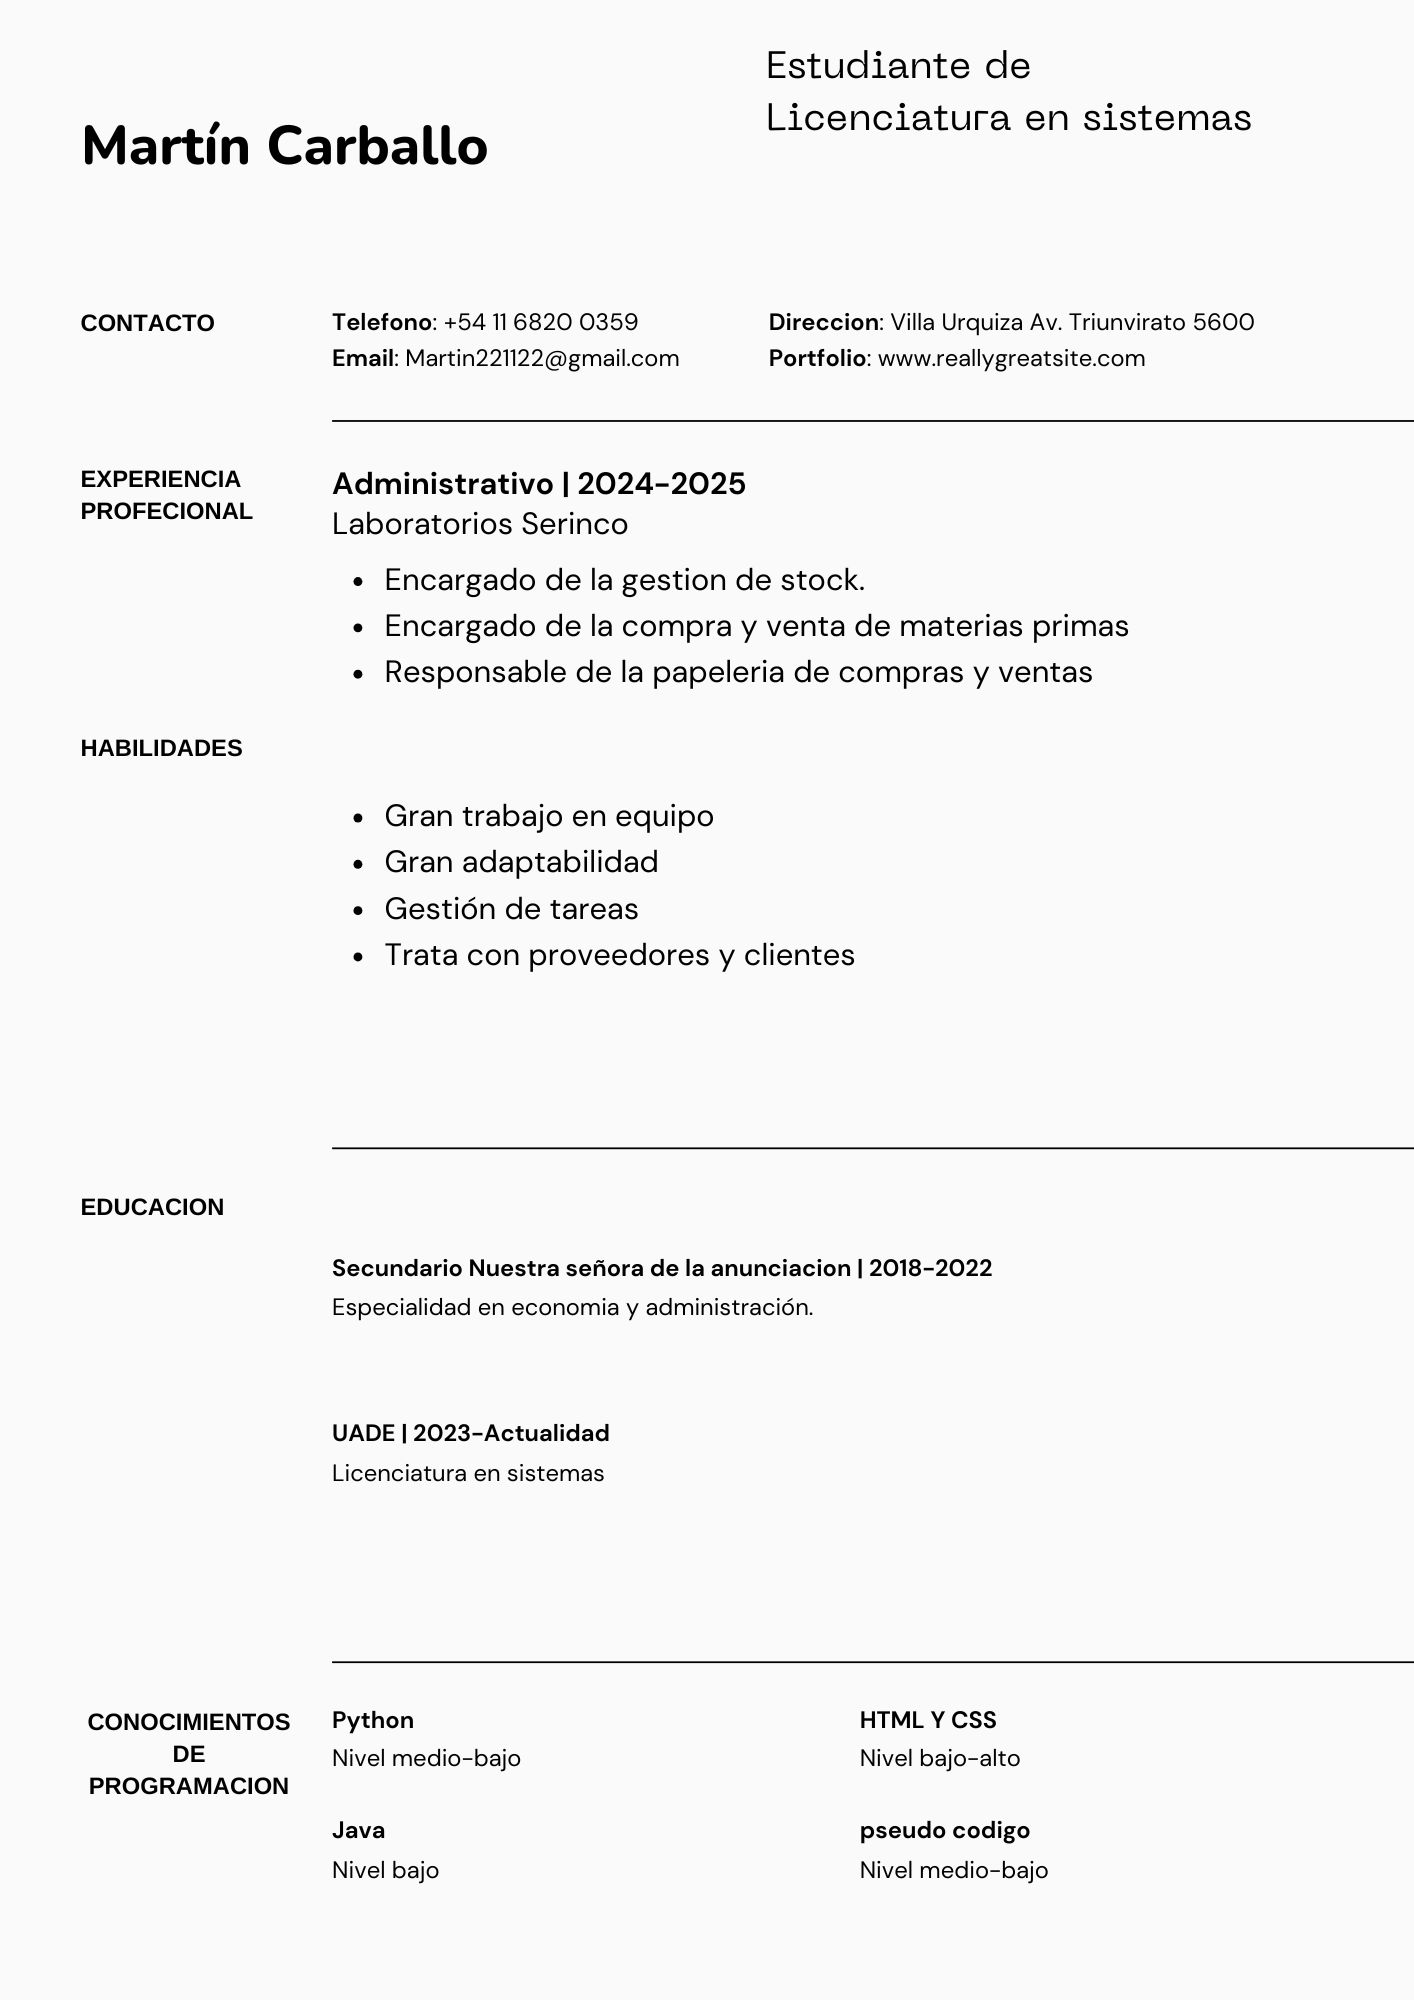 Estudiante de
Licenciatura en sistemas
Martín Carballo
CONTACTO
Telefono: +54 11 6820 0359
Email: Martin221122@gmail.com
Direccion: Villa Urquiza Av. Triunvirato 5600
Portfolio: www.reallygreatsite.com
EXPERIENCIA
PROFECIONAL
Administrativo | 2024-2025
Laboratorios Serinco
• Encargado de la gestion de stock.
• Encargado de la compra y venta de materias primas
• Responsable de la papeleria de compras y ventas
HABILIDADES
• Gran trabajo en equipo
• Gran adaptabilidad
• Gestión de tareas
• Trata con proveedores y clientes
EDUCACION
Secundario Nuestra señora de la anunciacion | 2018-2022
Especialidad en economia y administración.
UADE | 2023-Actualidad
Licenciatura en sistemas
CONOCIMIENTOS
DE
PROGRAMACION
Python
Nivel medio-bajo
HTML Y CSS
Nivel bajo-alto
Java
Nivel bajo
pseudo codigo
Nivel medio-bajo